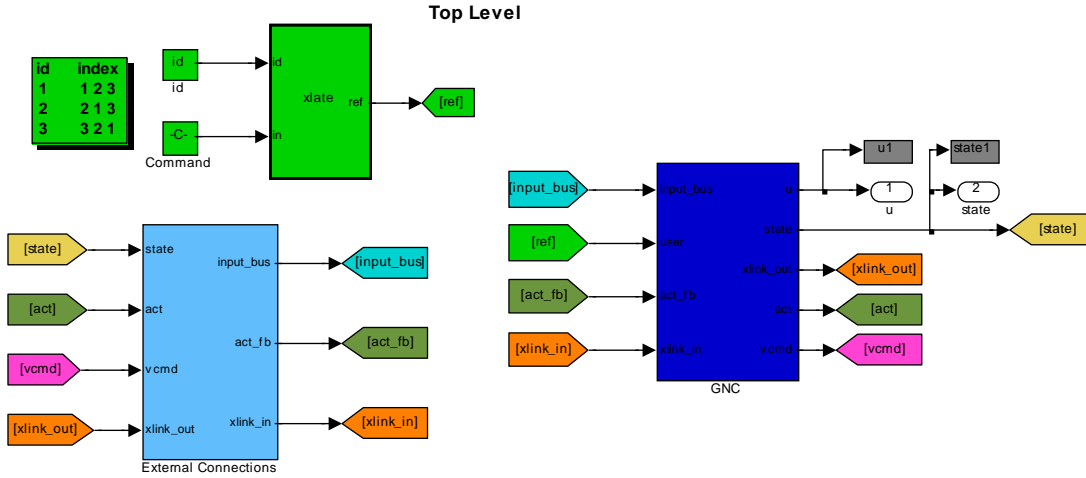 Top Level
id index
1 1 2 3
2 2 1 3
3 3 2 1
id
id
-C-
Command
id
in
xlate
ref
[ref]
[state]
[act]
[vcmd]
[xlink_out]
state
act
vcmd
xlink_out
input_bus
act_fb
xlink_in
External Connections
[input_bus]
[act_fb]
[xlink_in]
[input_bus]
[ref]
[act_fb]
[xlink_in]
input_bus
user
act_fb
xlink_in
u
state
xlink_out
act
vcmd
GNC
u1
state1
1
u
2
state
[state]
[xlink_out]
[act]
[vcmd]